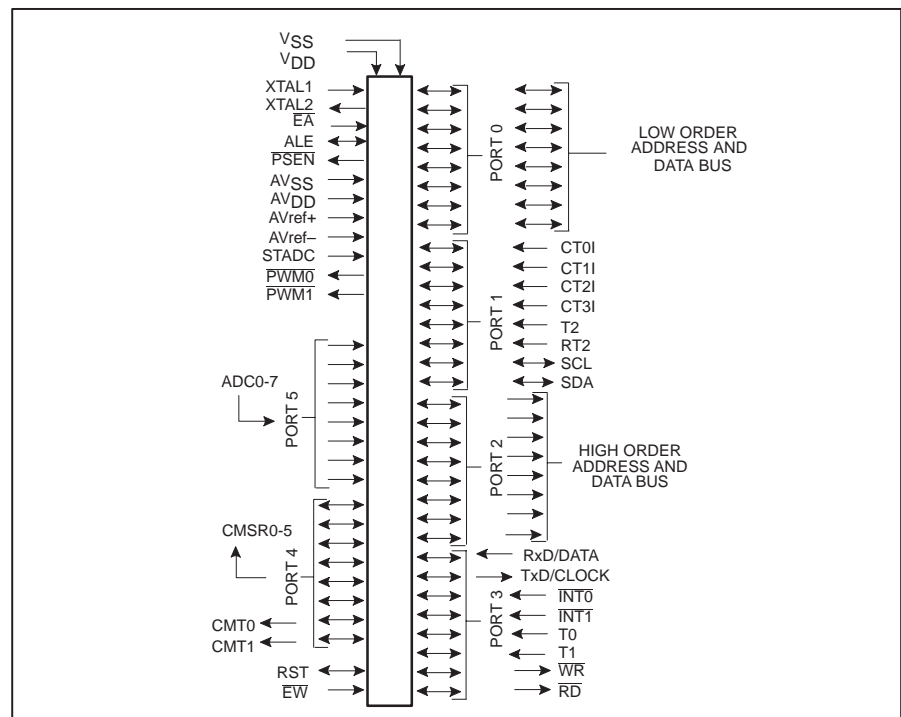 VSS
VDD
XTAL1
XTAL2
EA
ALE
PSEN
AVSS
AVDD
AVref+
AVref–
STADC
PWM0
PWM1
ADC0-7
PORT 5
CMSR0-5
PORT 4
CMT0
CMT1
RST
EW
PORT 0
LOW ORDER
ADDRESS AND
DATA BUS
PORT 1
CT0I
CT1I
CT2I
CT3I
T2
RT2
SCL
SDA
PORT 2
HIGH ORDER
ADDRESS AND
DATA BUS
PORT 3
RxD/DATA
TxD/CLOCK
INT0
INT1
T0
T1
WR
RD